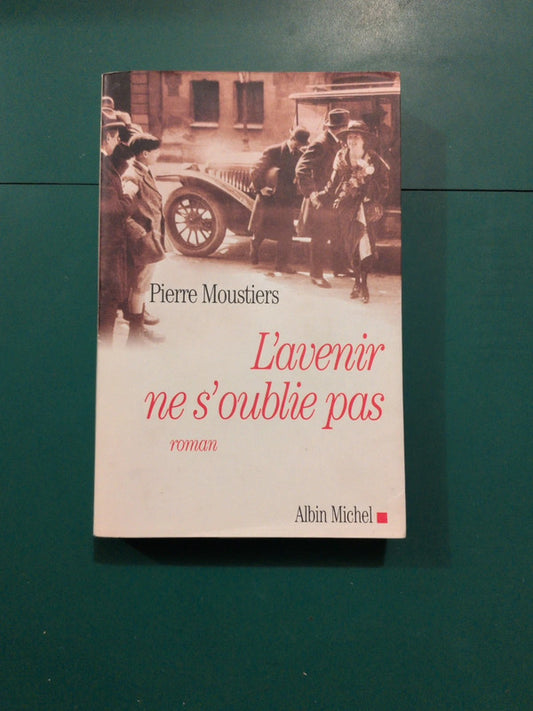 Pierre Moustiers
L'avenir
ne s'oublie pas
roman
Albin Michel